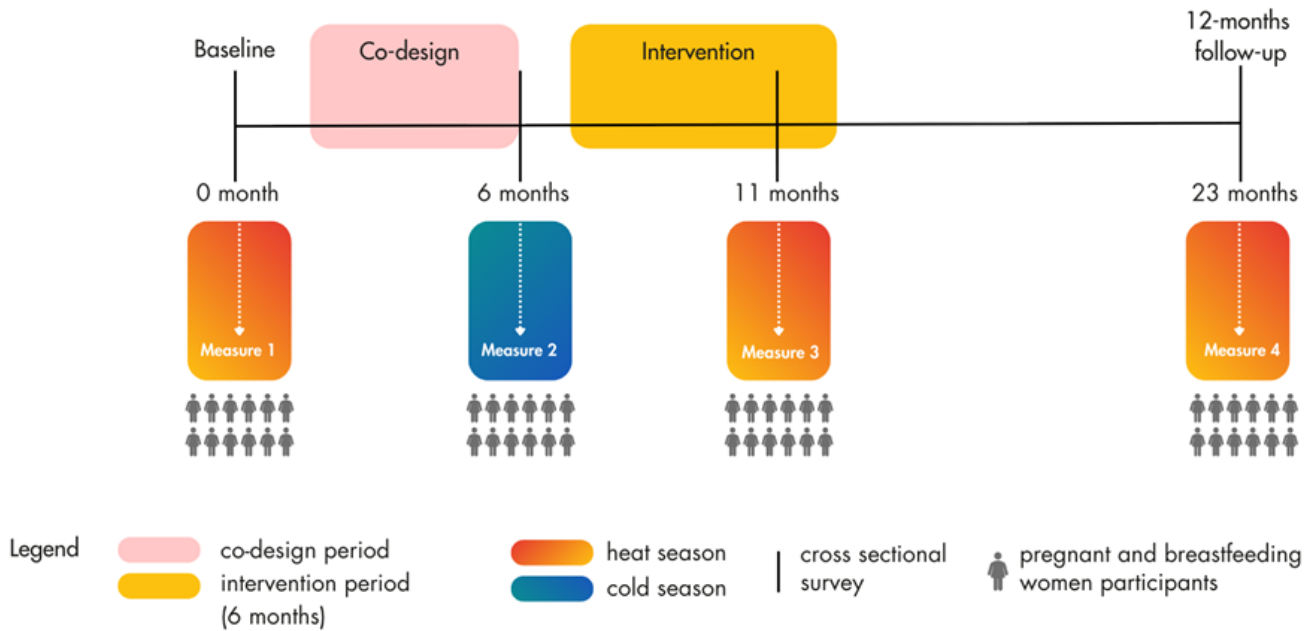 Baseline
Co-design
Intervention
12-months
follow-up
0 month
6 months
11 months
23 months
Measure 1
Measure 2
Measure 3
Measure 4
Legend
co-design period
intervention period
(6 months)
heat season
cold season
cross sectional
survey
pregnant and breastfeeding
women participants